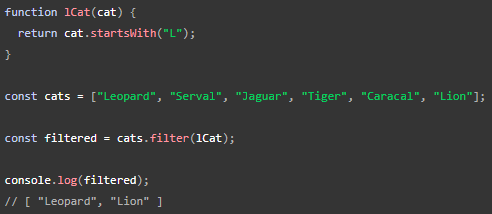 function lCat(cat) {
  return cat.startsWith("L");
}
const cats = ["Leopard", "Serval", "Jaguar", "Tiger", "Caracal", "Lion"];
const filtered = cats.filter(lCat);
console.log(filtered);
// [ "Leopard", "Lion" ]